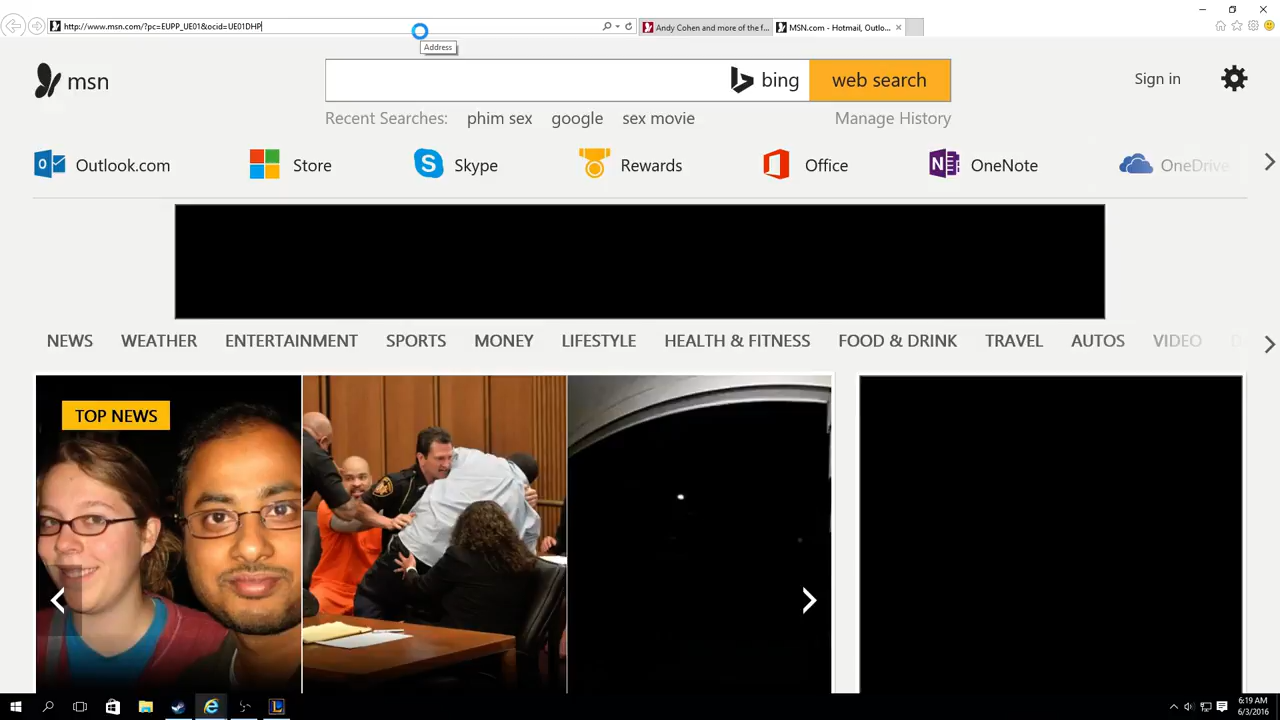 http://www.msn.com/?pc=EUPP_UE01&ocid=UE01DHP
Andy Cohen and more of the f...
MSN.com - Hotmail, Outlo...
Address
msn
bing
web search
Sign in
Recent Searches: phim sex google sex movie
Manage History
Outlook.com
Store
Skype
Rewards
Office
OneNote
OneDrive
NEWS WEATHER ENTERTAINMENT SPORTS MONEY LIFESTYLE HEALTH & FITNESS FOOD & DRINK TRAVEL AUTOS VIDEO
TOP NEWS
6:19 AM
6/3/2016